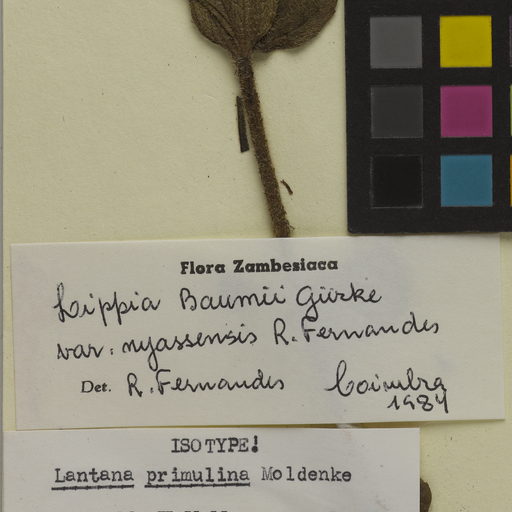 Flora Zambesiaca
Lippia Baumii Gürke
var. nyassensis R. Fernandes
Det. R. Fernandes Coimbra
1984
ISOTYPE!
Lantana primulina Moldenke